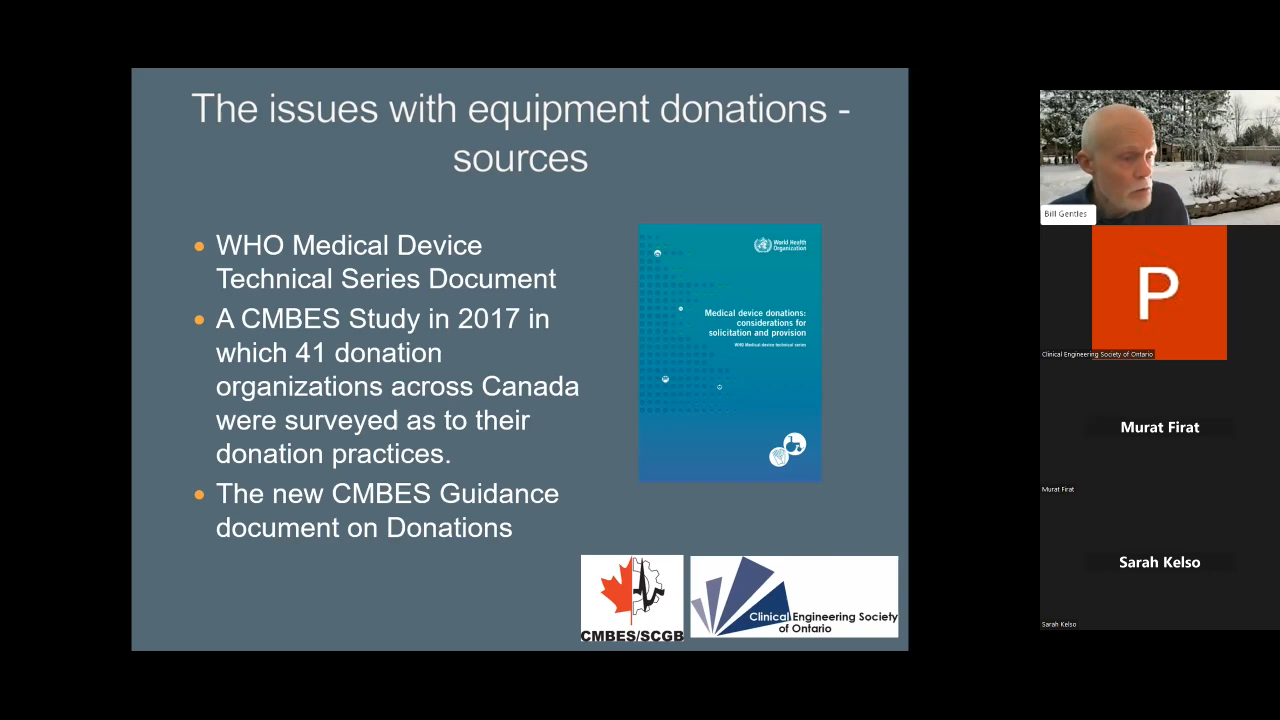 The issues with equipment donations -
sources
WHO Medical Device
Technical Series Document
A CMBES Study in 2017 in
which 41 donation
organizations across Canada
were surveyed as to their
donation practices.
The new CMBES Guidance
document on Donations
World Health
Organization
Medical device donations:
considerations for
solicitation and provision
WHO Medical device technical series
CMBES/SCGB
Clinical Engineering Society
of Ontario
Bill Gentles
P
Clinical Engineering Society of Ontario
Murat Firat
Murat Firat
Sarah Kelso
Sarah Kelso